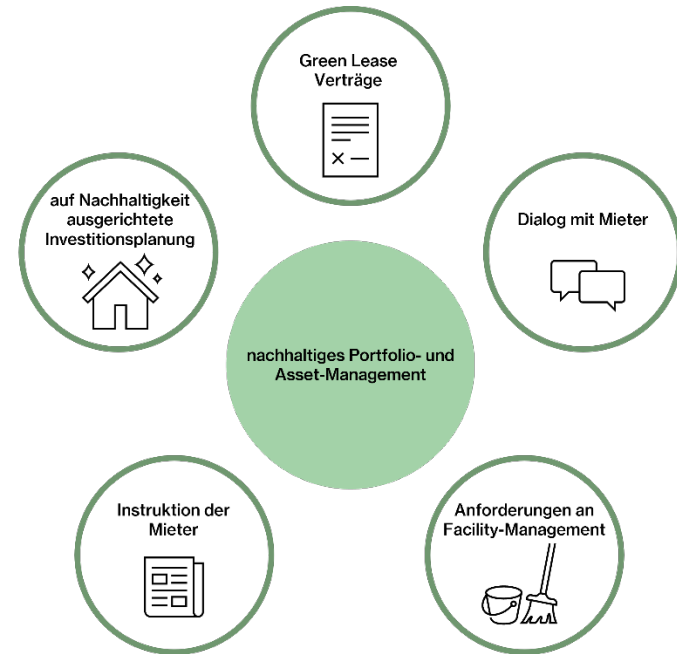 Green Lease
Verträge
auf Nachhaltigkeit
ausgerichtete
Investitionsplanung
Dialog mit Mieter
nachhaltiges Portfolio- und
Asset-Management
Instruktion der
Mieter
Anforderungen an
Facility-Management